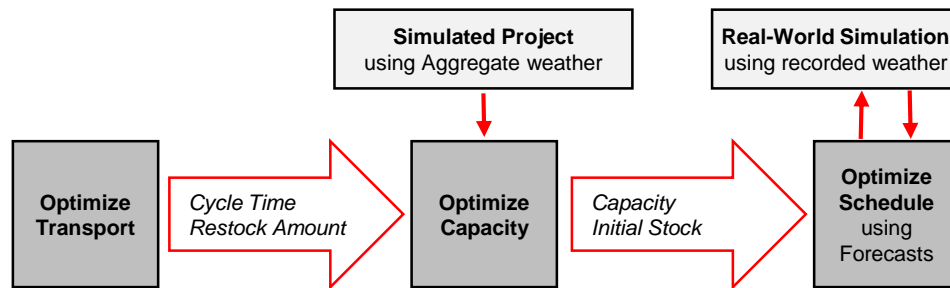 Simulated Project
using Aggregate weather
Real-World Simulation
using recorded weather
Optimize
Transport
Cycle Time
Restock Amount
Optimize
Capacity
Capacity
Initial Stock
Optimize
Schedule
using
Forecasts